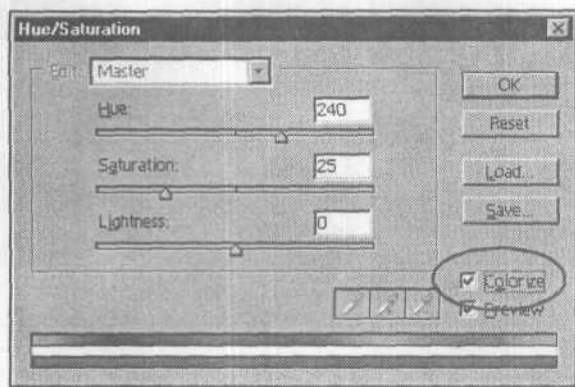 Hue/Saturation
Edit: Master
OK
Hue: 240
Reset
Saturation: 25
Load...
Lightness: 0
Save...
Colorize
Preview